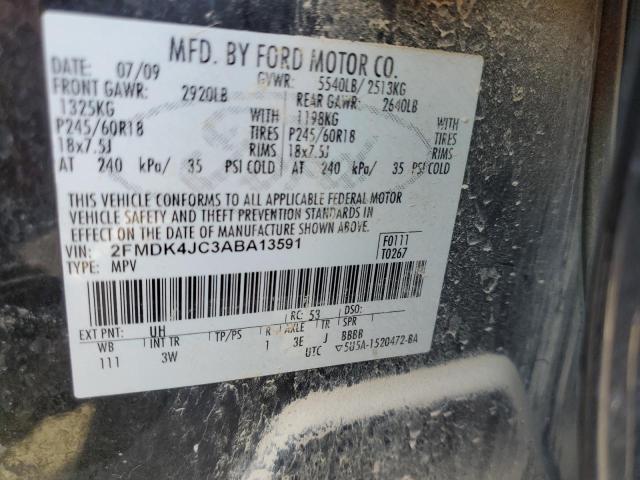 MFD. BY FORD MOTOR CO.
DATE: 07/09 GVWR: 5540LB/ 2513KG
FRONT GAWR: 2920LB REAR GAWR: 2640LB
1325KG WITH 1198KG WITH
P245/60R18 TIRES P245/60R18 TIRES
18x7.5J RIMS 18x7.5J RIMS
AT 240 kPa/ 35 PSI COLD AT 240 kPa/ 35 PSI COLD
THIS VEHICLE CONFORMS TO ALL APPLICABLE FEDERAL MOTOR
VEHICLE SAFETY AND THEFT PREVENTION STANDARDS IN
EFFECT ON THE DATE OF MANUFACTURE SHOWN ABOVE.
VIN: 2FMDK4JC3ABA13591 F0111
TYPE: MPV T0267
EXT PNT: UH RC: 53 DSO:
WB INT TR TP/PS R AXLE TR SPR
111 3W 1 3E J BBBB
UTC 5U5A-1520472-BA